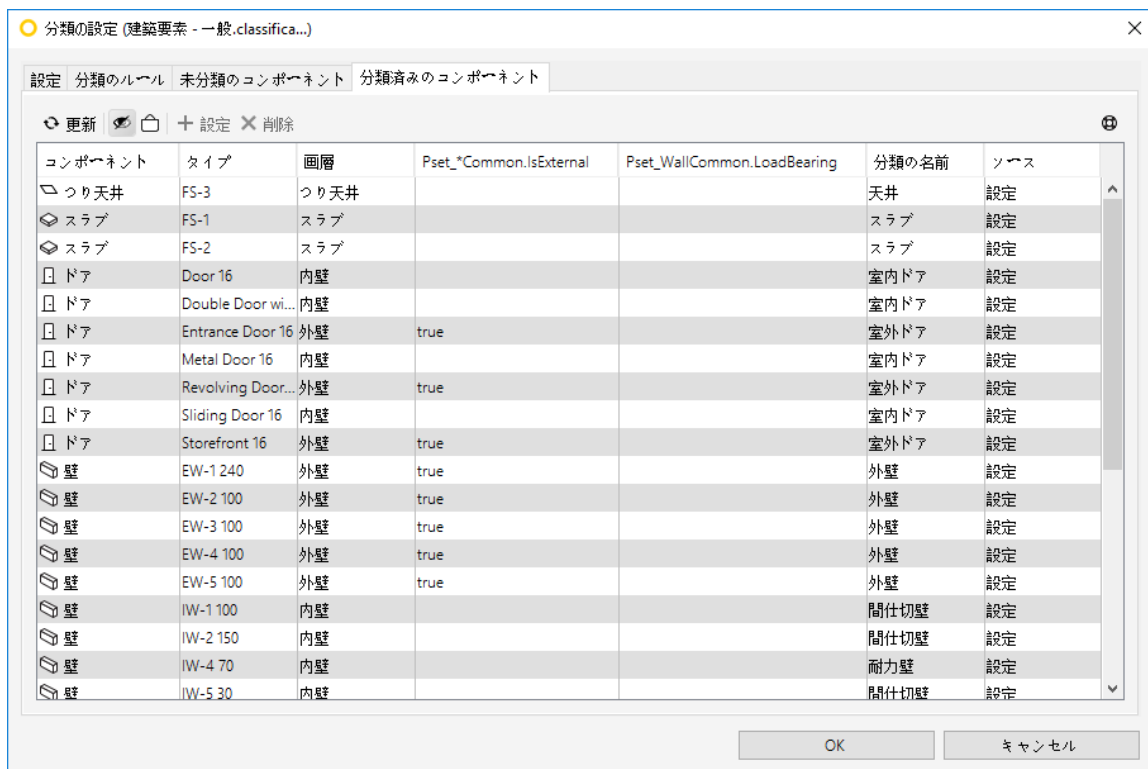 分類の設定 (建築要素 - 一般.classifica...)
設定 分類のルール 未分類のコンポーネント 分類済みのコンポーネント
更新 設定 削除
コンポーネント タイプ 画層 Pset_*Common.IsExternal Pset_WallCommon.LoadBearing 分類の名前 ソース
つり天井 FS-3 つり天井 天井 設定
スラブ FS-1 スラブ スラブ 設定
スラブ FS-2 スラブ スラブ 設定
ドア Door 16 内壁 室内ドア 設定
ドア Double Door wi... 内壁 室内ドア 設定
ドア Entrance Door 16 外壁 true 室外ドア 設定
ドア Metal Door 16 内壁 室内ドア 設定
ドア Revolving Door... 外壁 true 室外ドア 設定
ドア Sliding Door 16 内壁 室内ドア 設定
ドア Storefront 16 外壁 true 室外ドア 設定
壁 EW-1 240 外壁 true 外壁 設定
壁 EW-2 100 外壁 true 外壁 設定
壁 EW-3 100 外壁 true 外壁 設定
壁 EW-4 100 外壁 true 外壁 設定
壁 EW-5 100 外壁 true 外壁 設定
壁 IW-1 100 内壁 間仕切壁 設定
壁 IW-2 150 内壁 間仕切壁 設定
壁 IW-4 70 内壁 耐力壁 設定
壁 IW-5 30 内壁 間仕切壁 設定
OK キャンセル